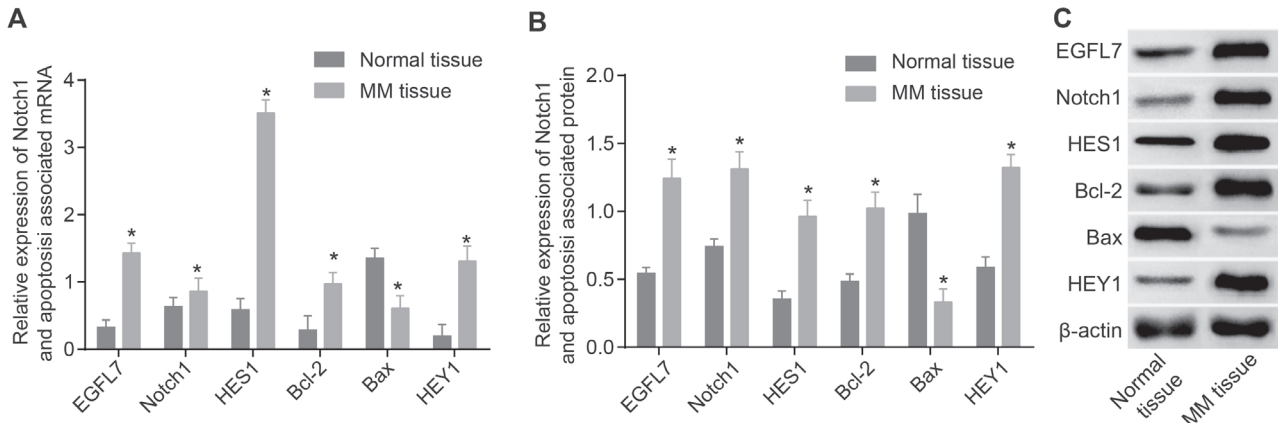 A
Relative expression of Notch1
and apoptosisi associated mRNA
Normal tissue
MM tissue
4
3
2
1
0
*
*
*
*
*
*
EGFL7
Notch1
HES1
Bcl-2
Bax
HEY1
B
Relative expression of Notch1
and apoptosisi associated protein
Normal tissue
MM tissue
2.0
1.5
1.0
0.5
0.0
*
*
*
*
*
*
EGFL7
Notch1
HES1
Bcl-2
Bax
HEY1
C
EGFL7
Notch1
HES1
Bcl-2
Bax
HEY1
β-actin
Normal
tissue
MM tissue